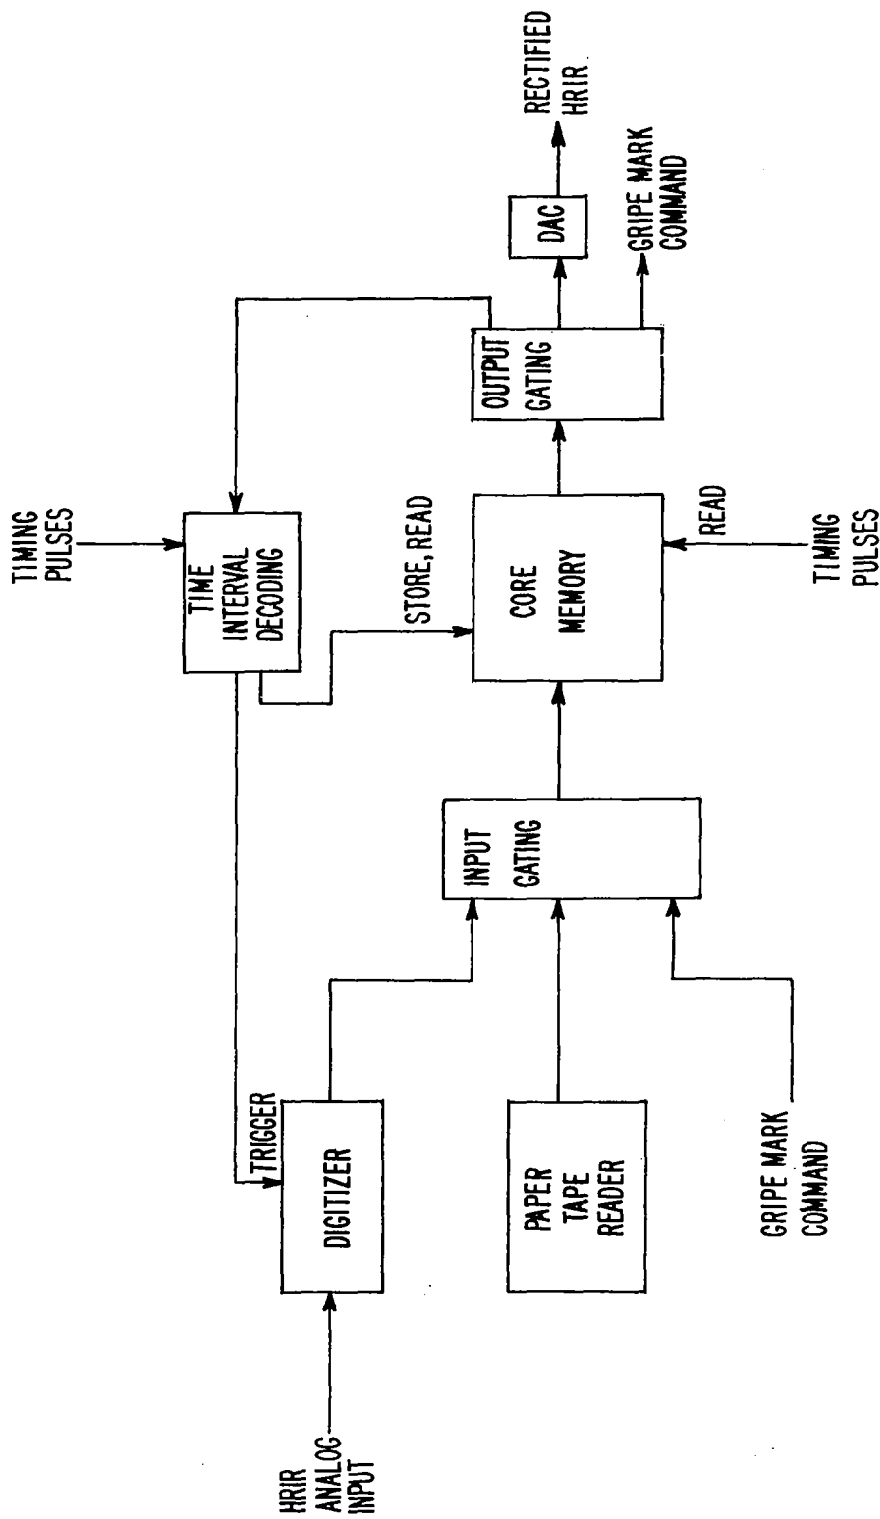 HRIR
ANALOG
INPUT
TRIGGER
DIGITIZER
PAPER
TAPE
READER
GRIPE MARK
COMMAND
INPUT
GATING
TIMING
PULSES
TIME
INTERVAL
DECODING
STORE, READ
CORE
MEMORY
READ
TIMING
PULSES
OUTPUT
GATING
DAC
RECTIFIED
HRIR
GRIPE MARK
COMMAND